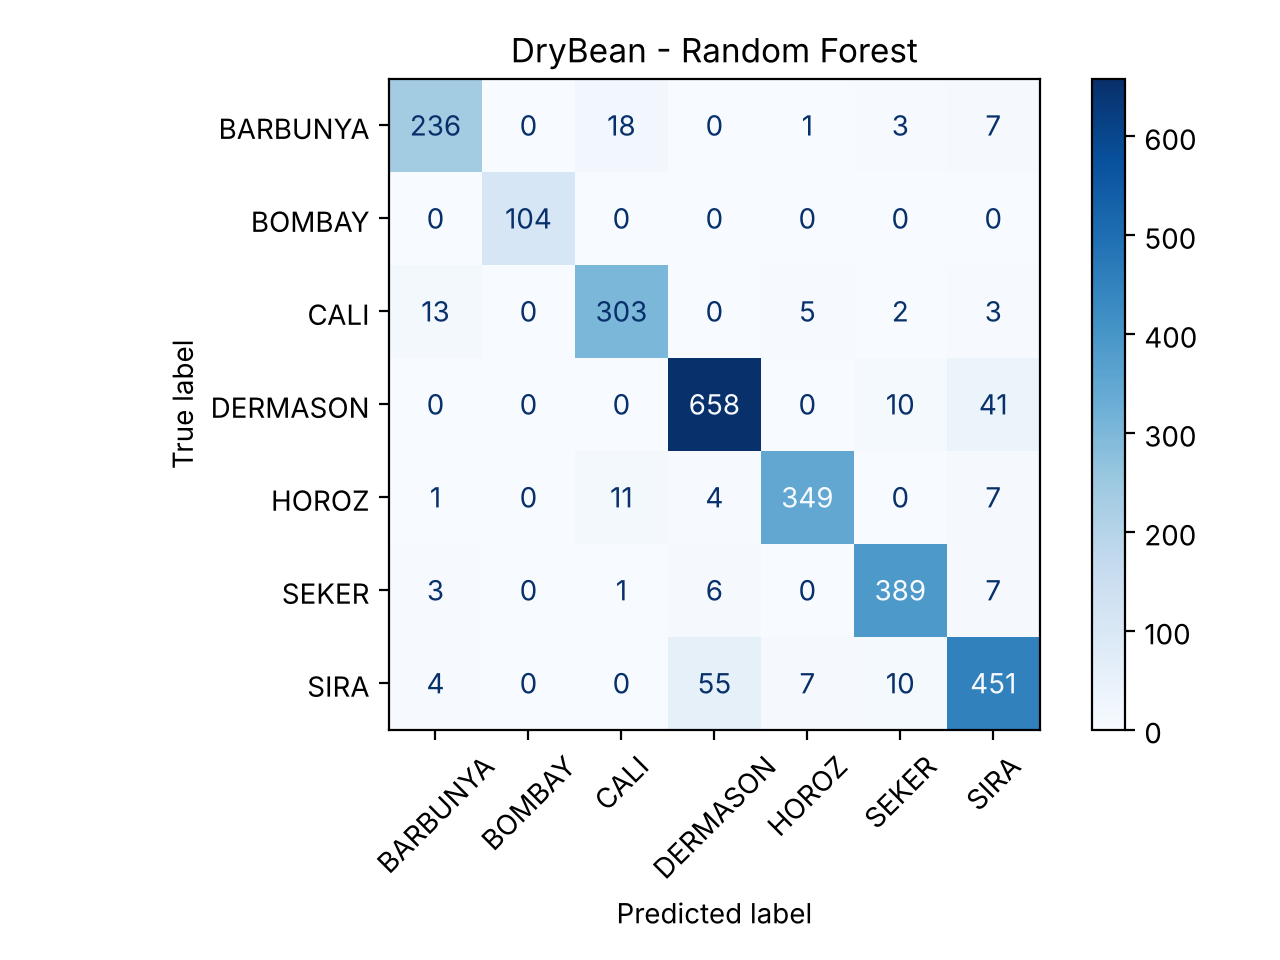 DryBean - Random Forest
BARBUNYA 236 0 18 0 1 3 7
BOMBAY 0 104 0 0 0 0 0
CALI 13 0 303 0 5 2 3
DERMASON 0 0 0 658 0 10 41
HOROZ 1 0 11 4 349 0 7
SEKER 3 0 1 6 0 389 7
SIRA 4 0 0 55 7 10 451
True label
BARBUNYA BOMBAY CALI DERMASON HOROZ SEKER SIRA
Predicted label
600
500
400
300
200
100
0